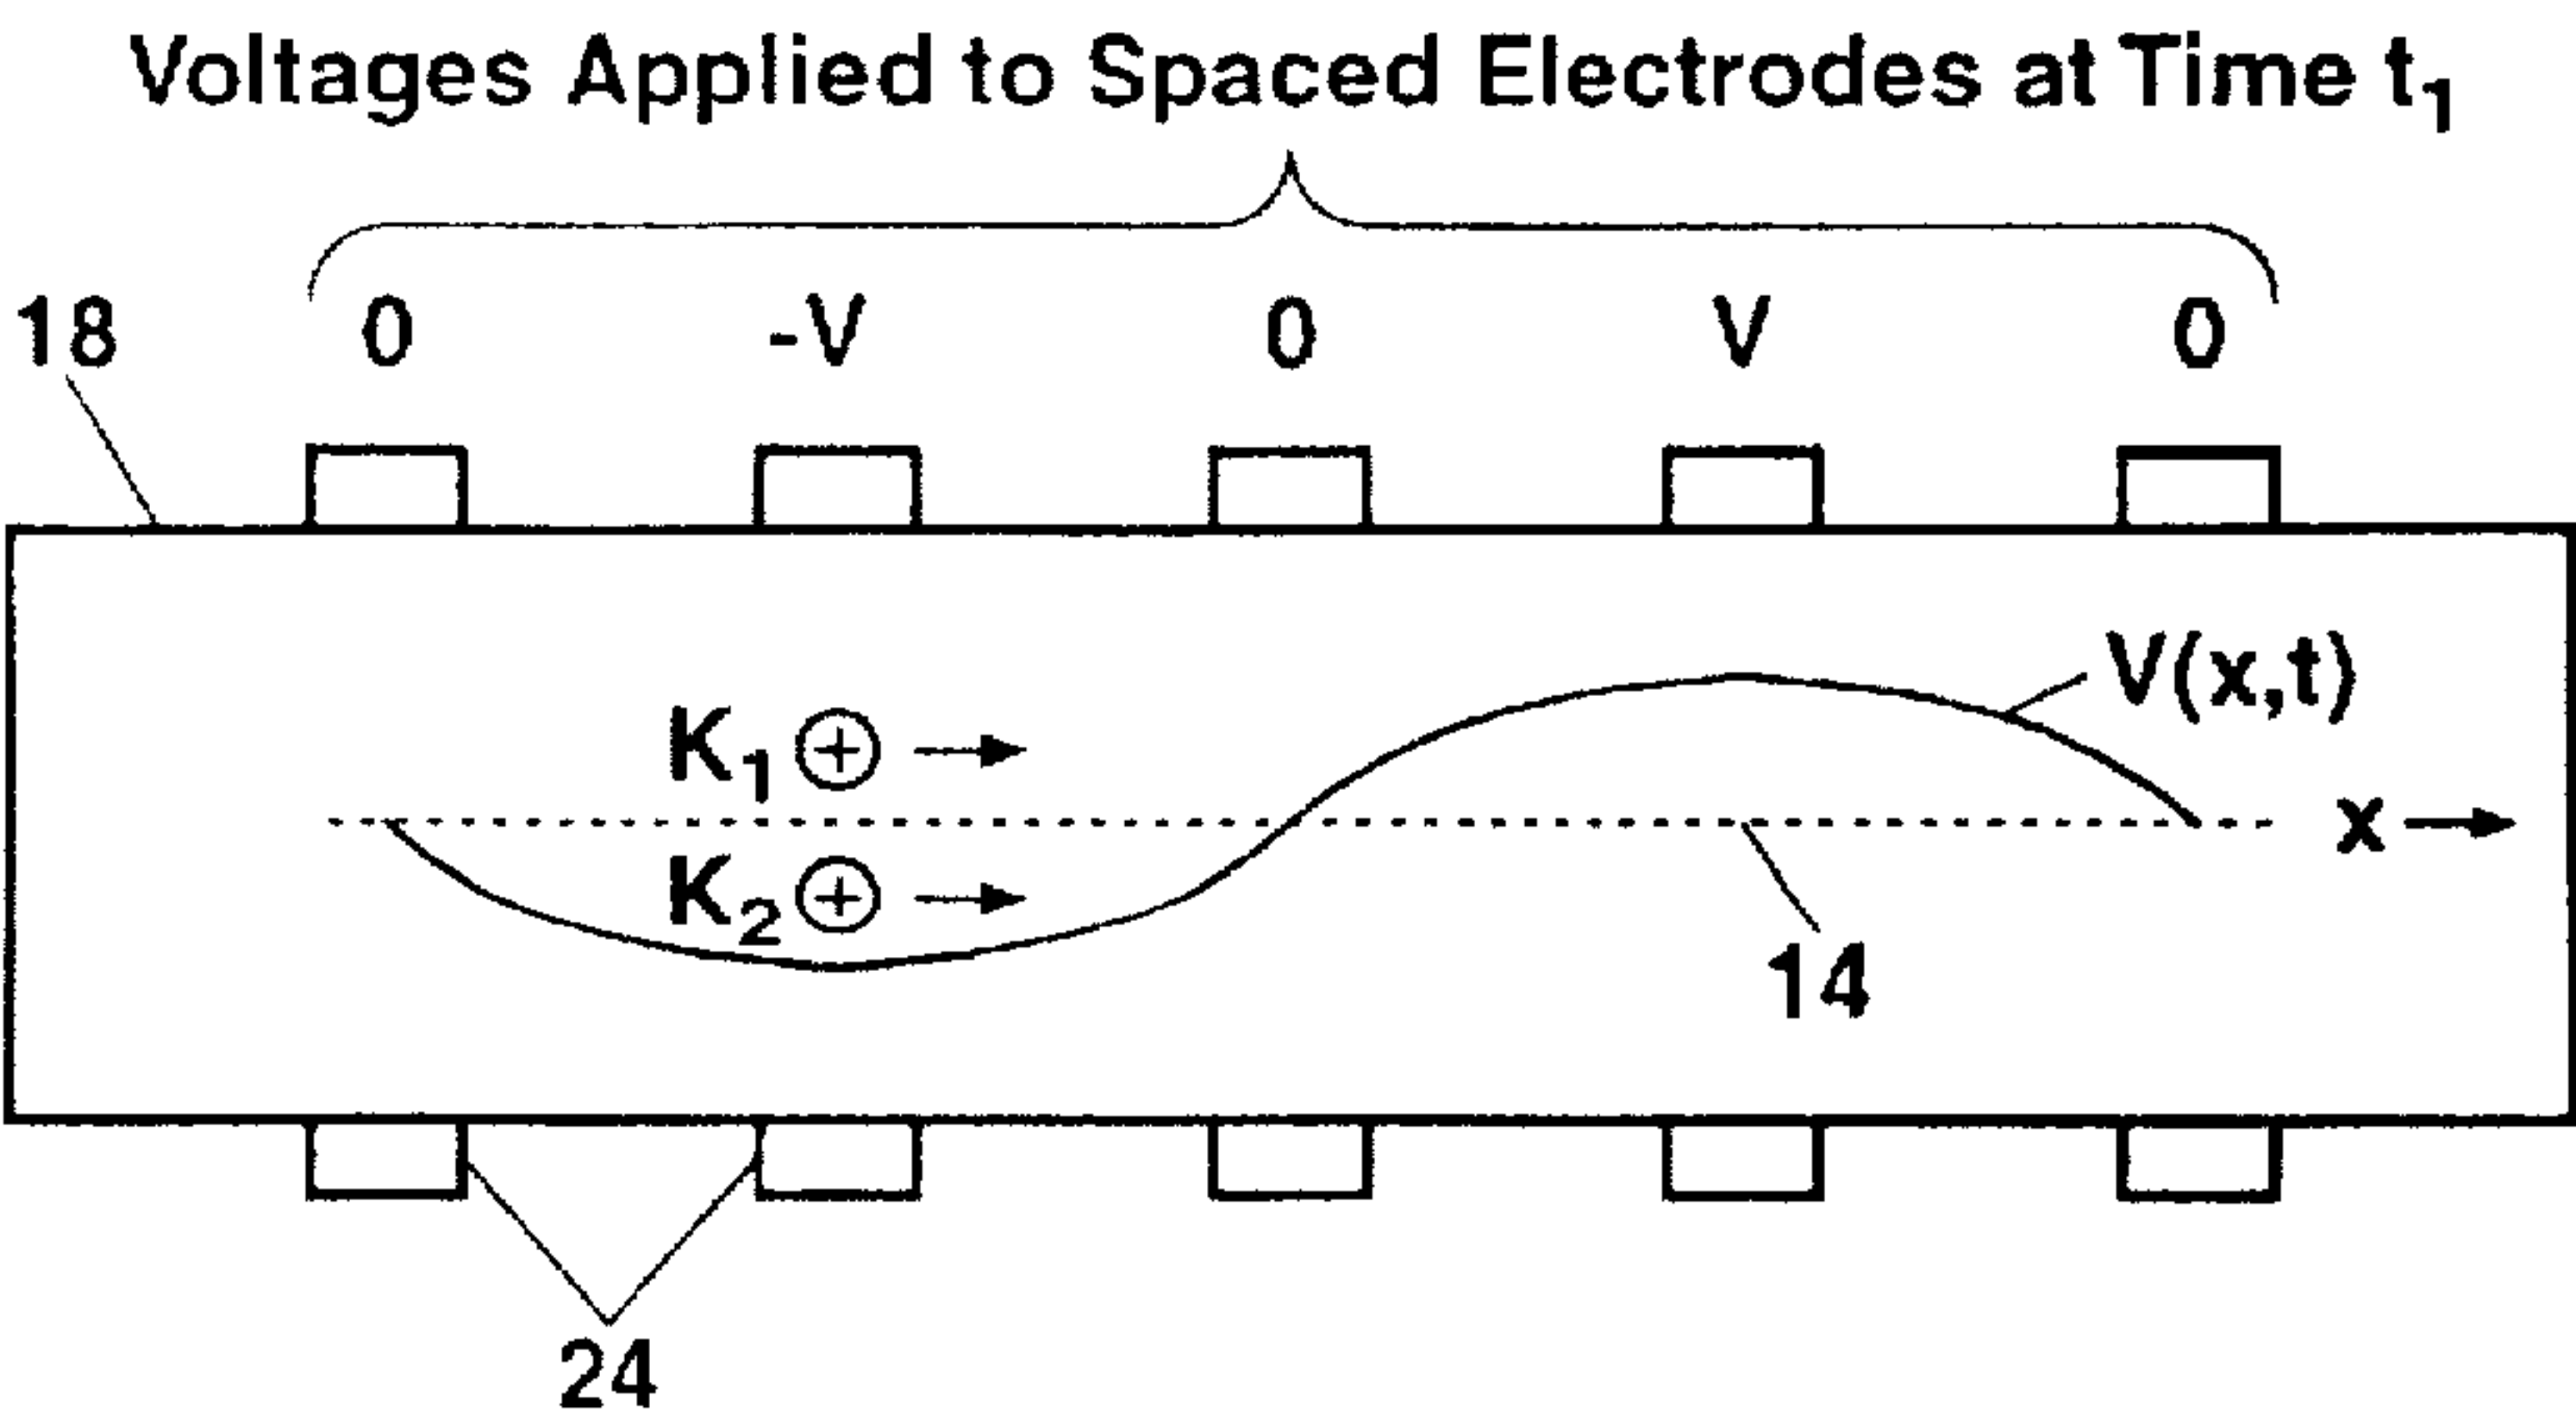 Voltages Applied to Spaced Electrodes at Time t₁
18 0 -V 0 V 0
V(x,t)
K₁ ⊕ →
x →
K₂ ⊕ →
14
24